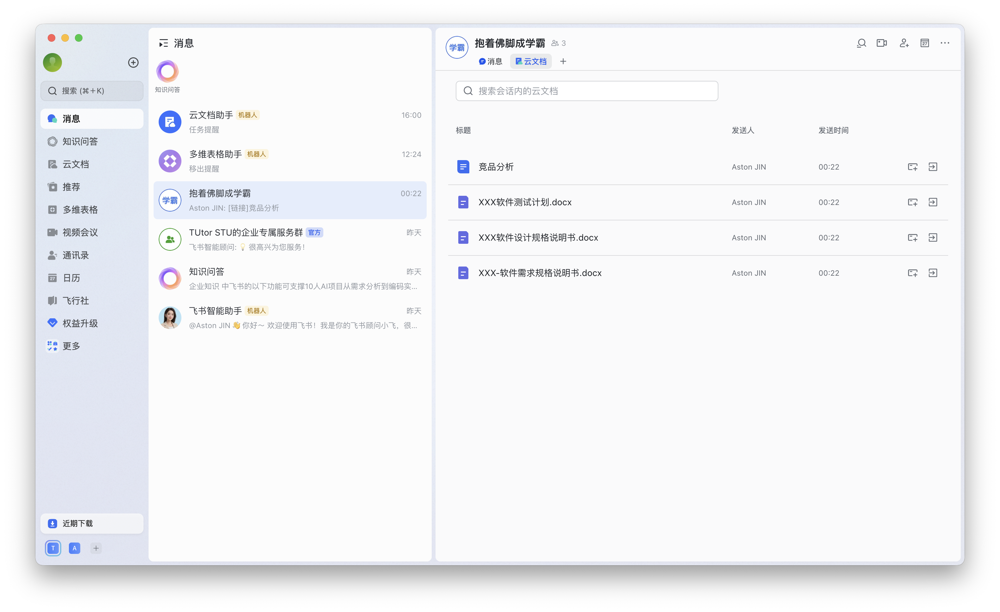 搜索 (⌘+K)
消息
知识问答
云文档
推荐
多维表格
视频会议
通讯录
27
日历
飞行社
权益升级
更多
近期下载
T
A
消息
知识问答
云文档助手 机器人 16:00
任务提醒
多维表格助手 机器人 12:24
移出提醒
学霸
抱着佛脚成学霸 00:22
Aston JIN: [链接]竞品分析
TUtor STU的企业专属服务群 官方 昨天
飞书智能顾问: 💡 很高兴为您服务!
知识问答 昨天
企业知识 中飞书的以下功能可支撑10人AI项目从需求分析到编码实...
飞书智能助手 机器人 昨天
@Aston JIN 👋 你好～ 欢迎使用飞书！我是你的飞书顾问小飞，很...
学霸
抱着佛脚成学霸 3
27
消息 云文档
搜索会话内的云文档
标题 发送人 发送时间
竞品分析 Aston JIN 00:22
XXX软件测试计划.docx Aston JIN 00:22
XXX软件设计规格说明书.docx Aston JIN 00:22
XXX-软件需求规格说明书.docx Aston JIN 00:22